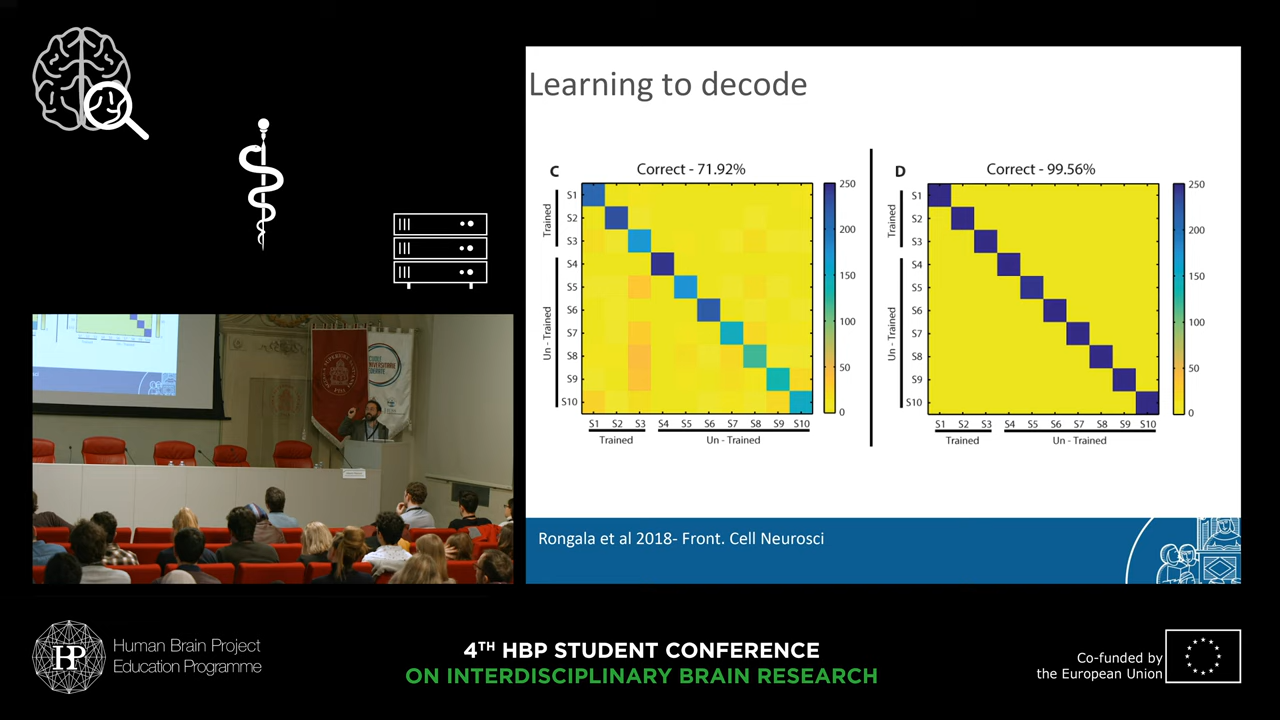 Learning to decode
C
Correct - 71.92%
Trained
Un - Trained
S1
S2
S3
S4
S5
S6
S7
S8
S9
S10
S1 S2 S3 S4 S5 S6 S7 S8 S9 S10
Trained
Un - Trained
250
200
150
100
50
0
D
Correct - 99.56%
Trained
Un - Trained
S1
S2
S3
S4
S5
S6
S7
S8
S9
S10
S1 S2 S3 S4 S5 S6 S7 S8 S9 S10
Trained
Un - Trained
250
200
150
100
50
0
Rongala et al 2018- Front. Cell Neurosci
HBP
Human Brain Project
Education Programme
4TH HBP STUDENT CONFERENCE
ON INTERDISCIPLINARY BRAIN RESEARCH
Co-funded by
the European Union